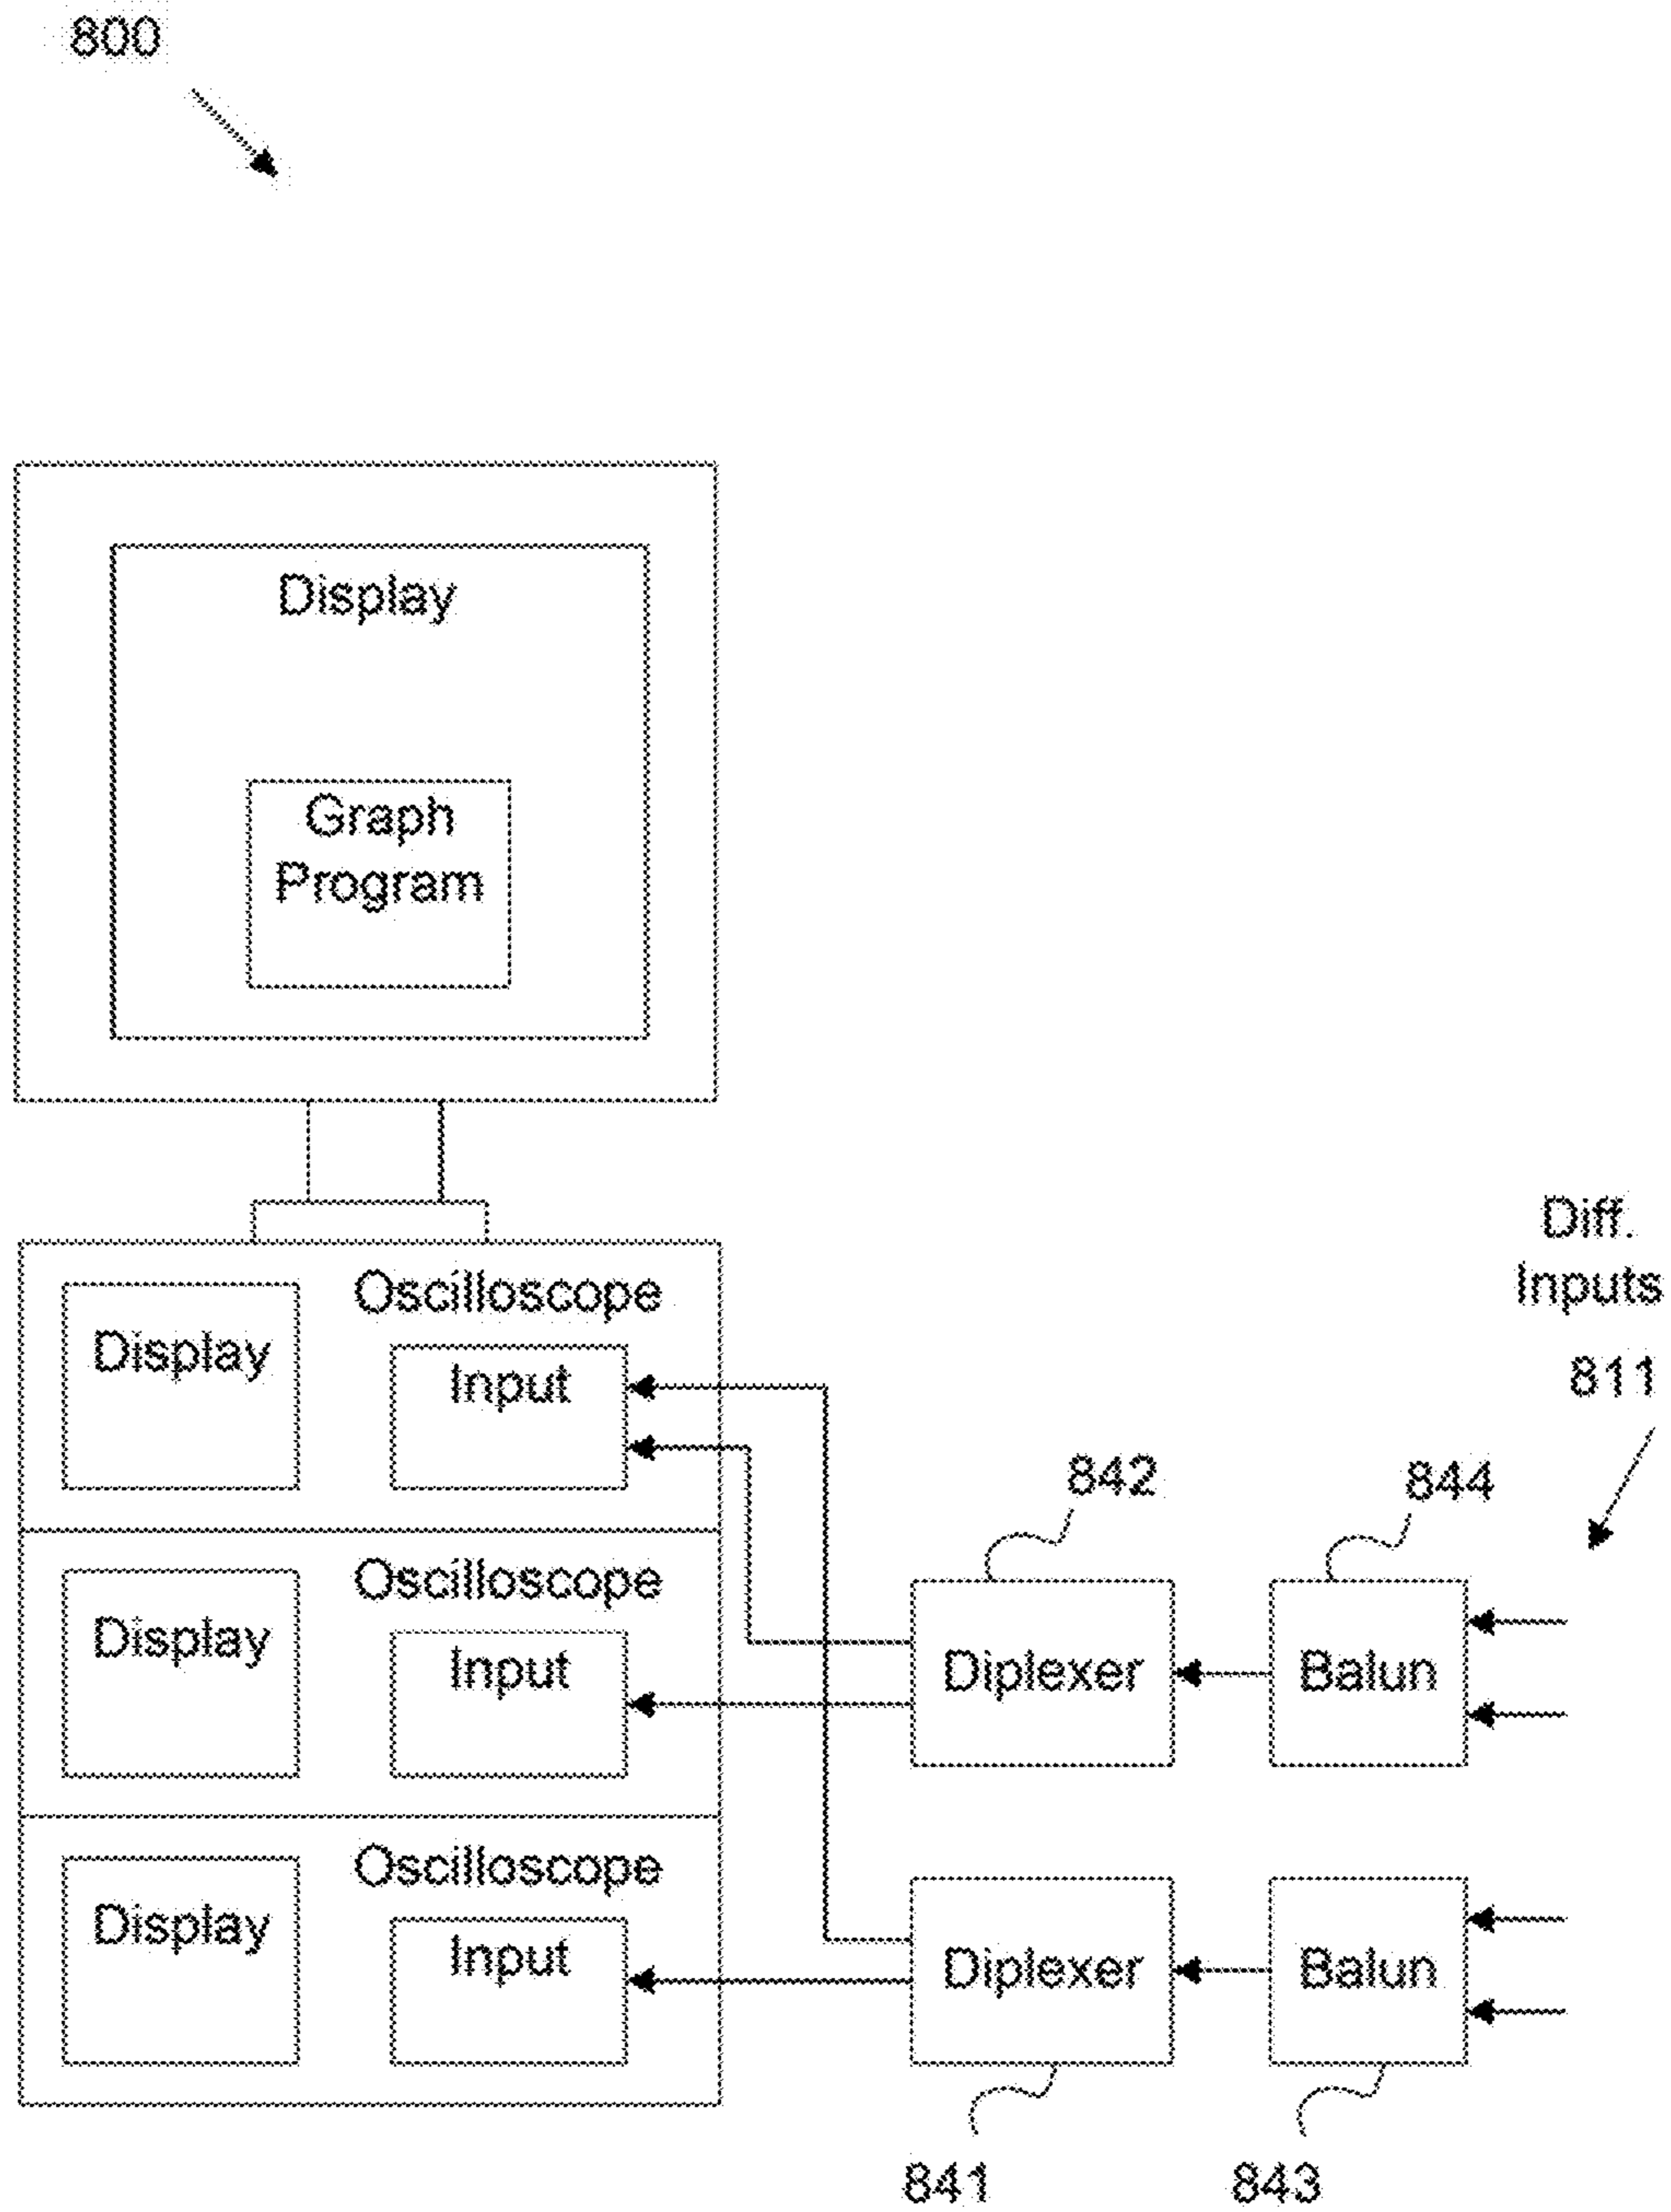 800
Display
Graph
Program
Diff.
Inputs
811
Oscilloscope
Display
Input
842
844
Oscilloscope
Display
Input
Diplexer
Balun
Oscilloscope
Display
Input
Diplexer
Balun
841
843